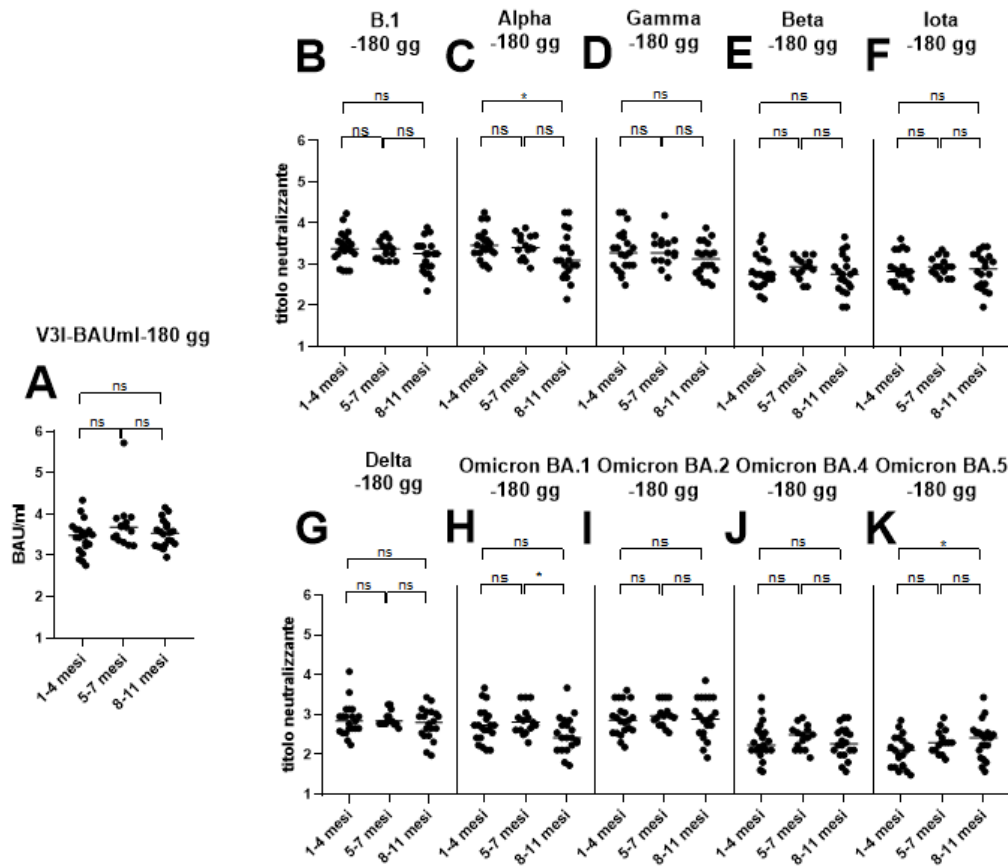 V3I-BAUml-180 gg
A
ns
ns ns
BAU/ml
6
5
4
3
2
1
1-4 mesi 5-7 mesi 8-11 mesi
B.1
-180 gg
B
ns
ns ns
titolo neutralizzante
6
5
4
3
2
1
1-4 mesi 5-7 mesi 8-11 mesi
Alpha
-180 gg
C
*
ns ns
1-4 mesi 5-7 mesi 8-11 mesi
Gamma
-180 gg
D
ns
ns ns
1-4 mesi 5-7 mesi 8-11 mesi
Beta
-180 gg
E
ns
ns ns
1-4 mesi 5-7 mesi 8-11 mesi
Iota
-180 gg
F
ns
ns ns
1-4 mesi 5-7 mesi 8-11 mesi
Delta
-180 gg
G
ns
ns ns
titolo neutralizzante
6
5
4
3
2
1
1-4 mesi 5-7 mesi 8-11 mesi
Omicron BA.1
-180 gg
H
ns
ns *
1-4 mesi 5-7 mesi 8-11 mesi
Omicron BA.2
-180 gg
I
ns
ns ns
1-4 mesi 5-7 mesi 8-11 mesi
Omicron BA.4
-180 gg
J
ns
ns ns
1-4 mesi 5-7 mesi 8-11 mesi
Omicron BA.5
-180 gg
K
*
ns ns
1-4 mesi 5-7 mesi 8-11 mesi